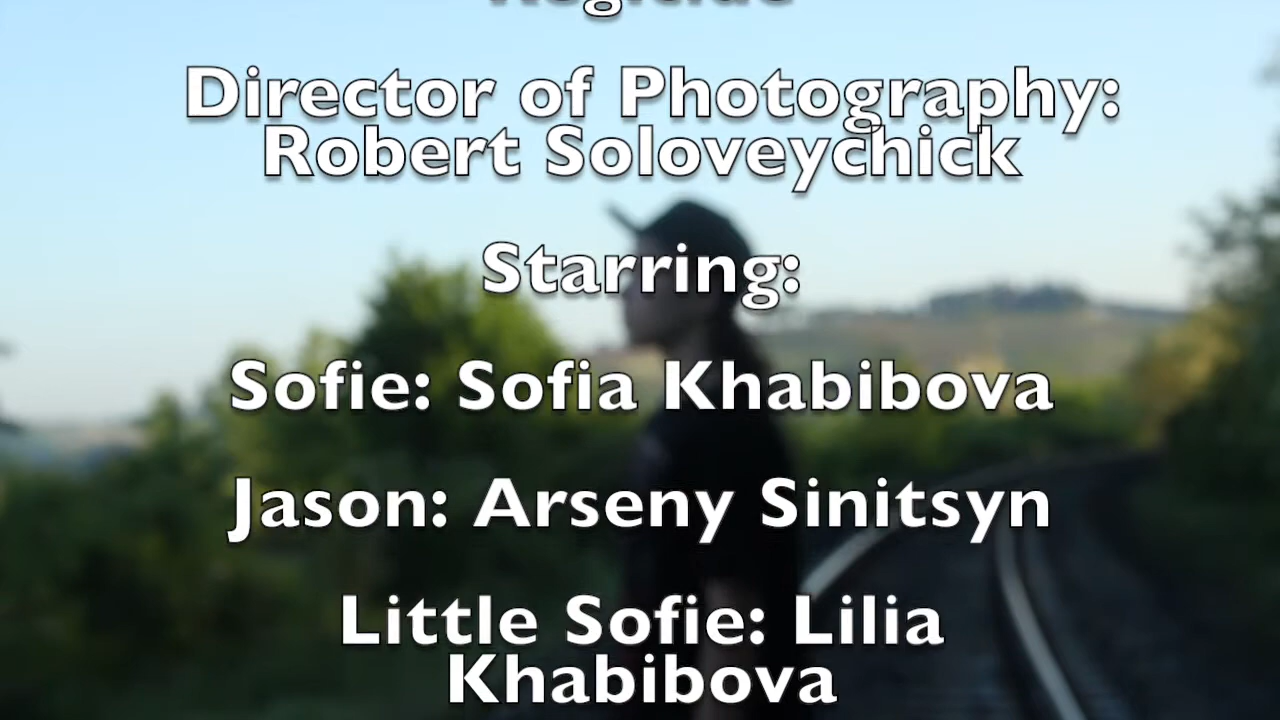 Director of Photography:
Robert Soloveychick
Starring:
Sofie: Sofia Khabibova
Jason: Arseny Sinitsyn
Little Sofie: Lilia
Khabibova